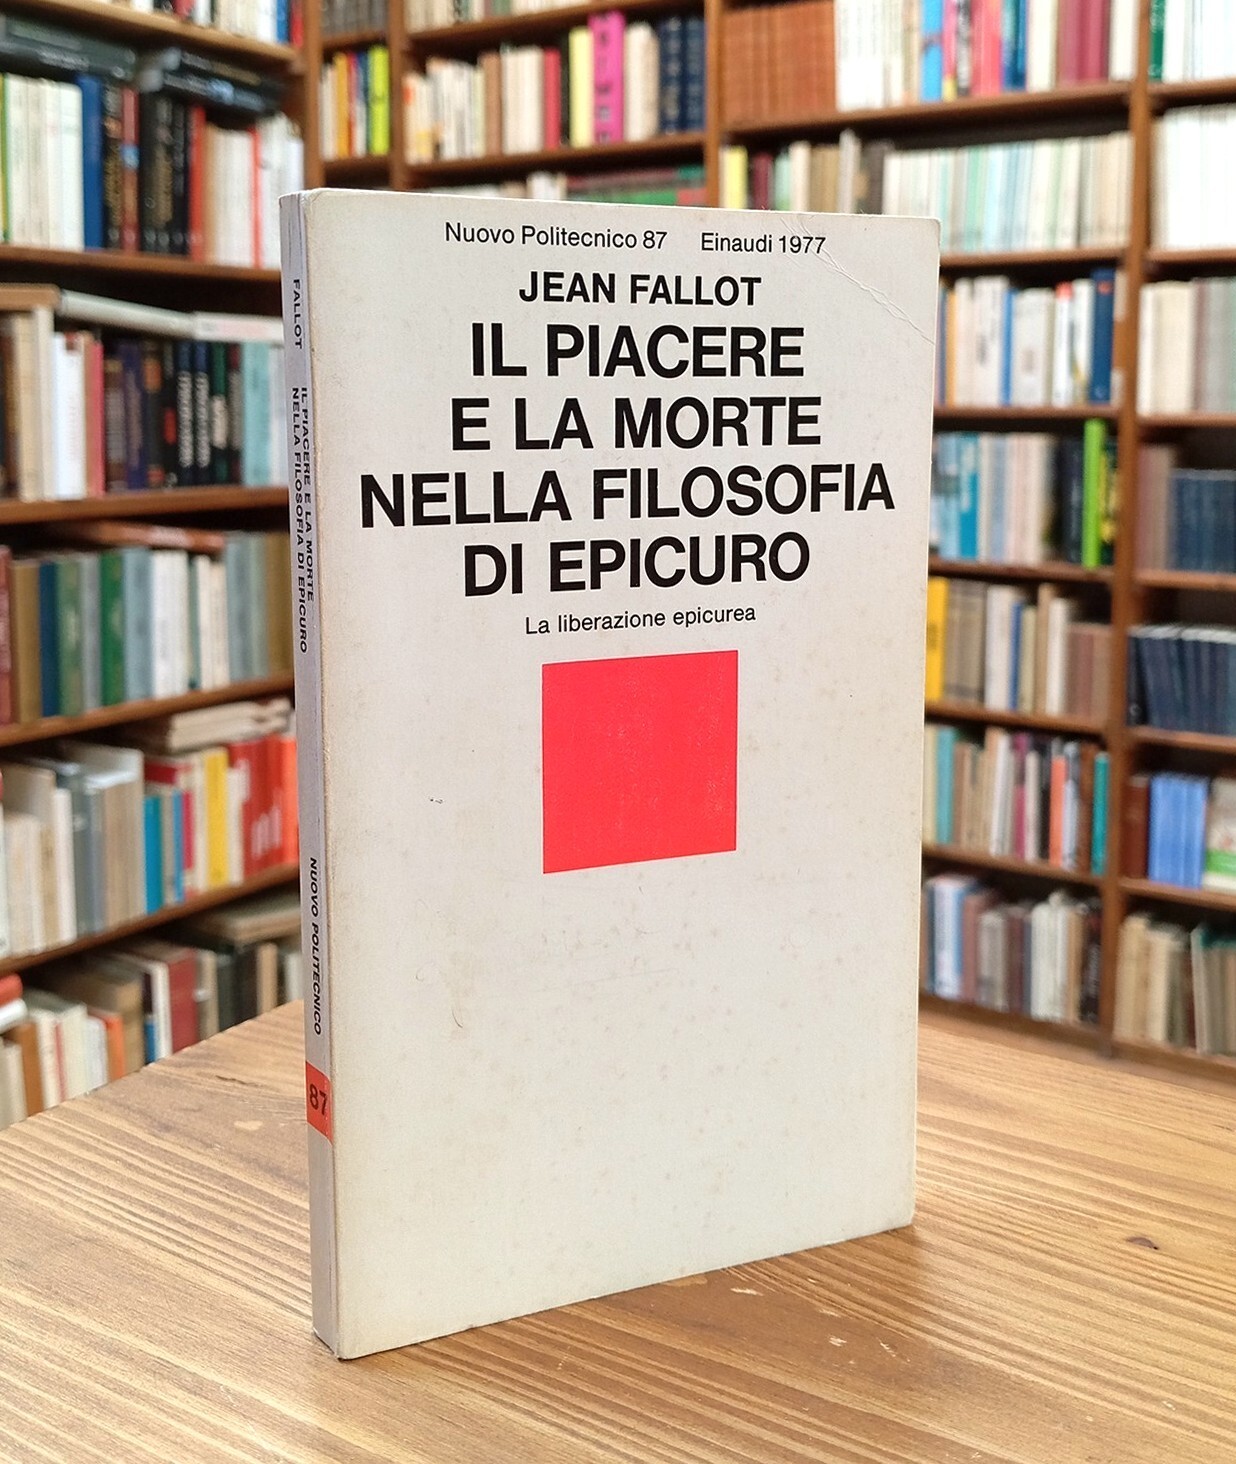 Nuovo Politecnico 87 Einaudi 1977
JEAN FALLOT
IL PIACERE
E LA MORTE
NELLA FILOSOFIA
DI EPICURO
La liberazione epicurea
FALLOT
IL PIACERE E LA MORTE
NELLA FILOSOFIA DI EPICURO
NUOVO POLITECNICO
87